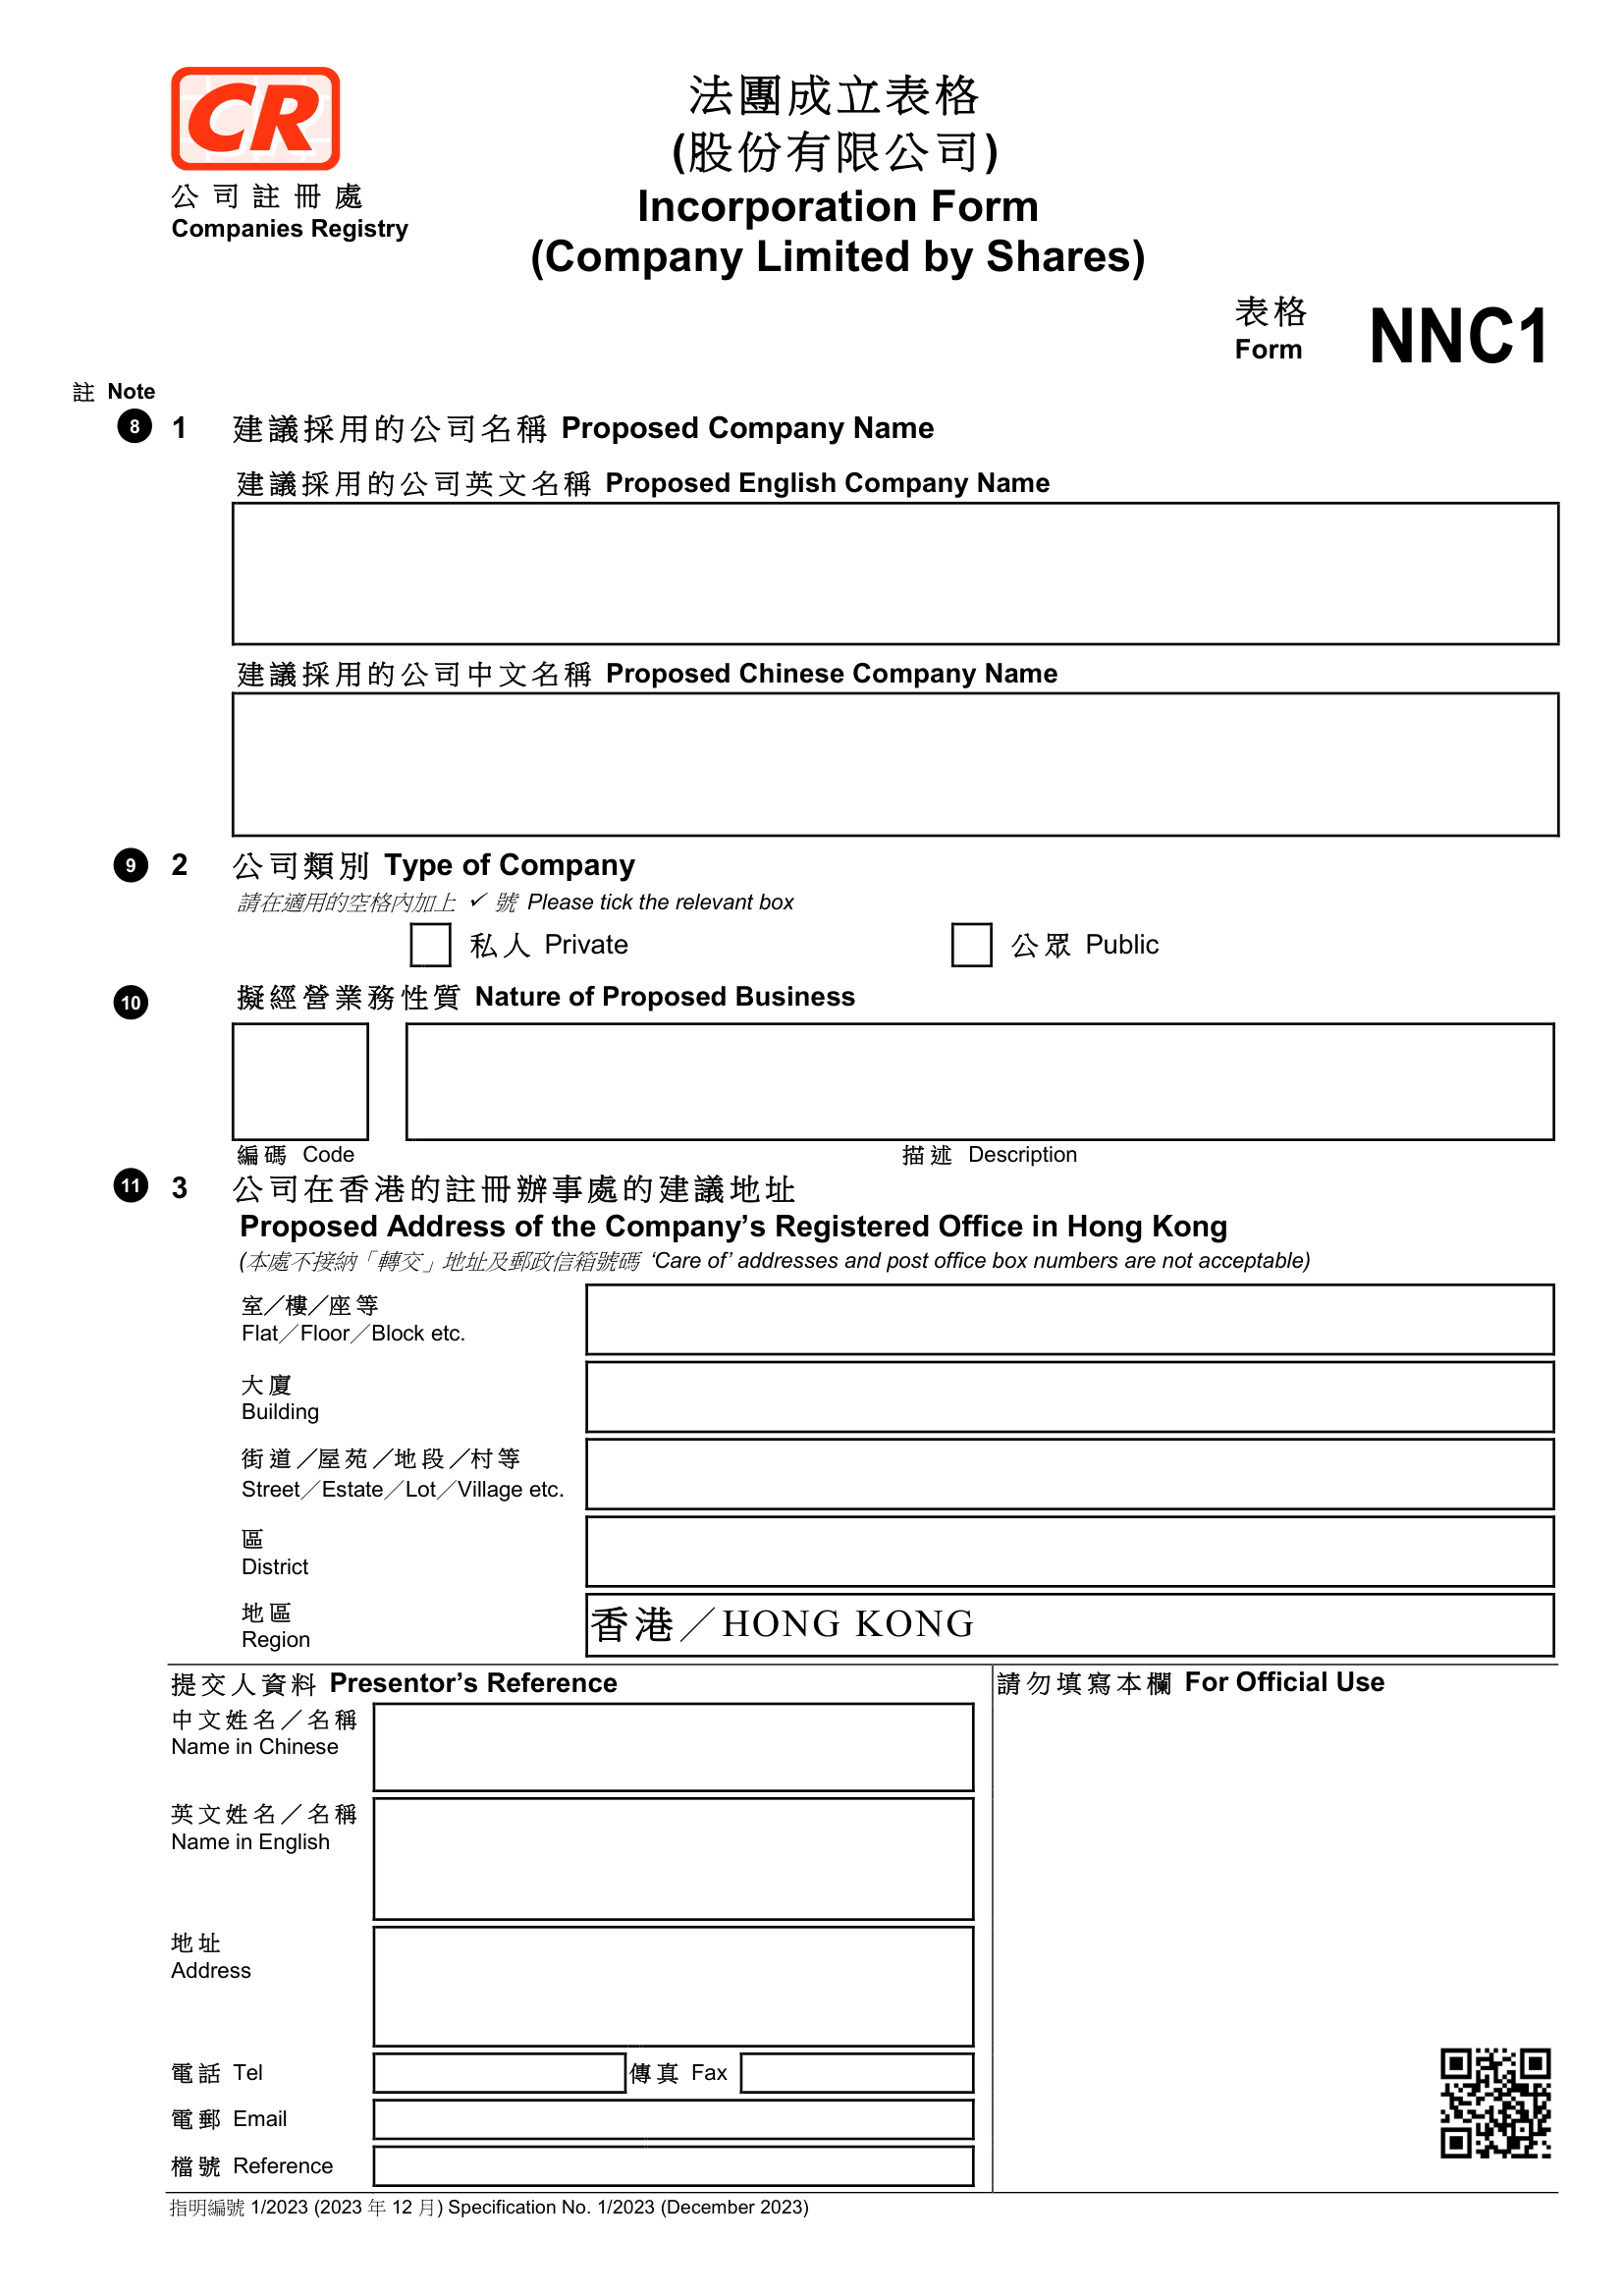 CR
公司註冊處
Companies Registry
法團成立表格
(股份有限公司)
Incorporation Form
(Company Limited by Shares)
表格
Form
NNC1
註 Note
8 1 建議採用的公司名稱 Proposed Company Name
建議採用的公司英文名稱 Proposed English Company Name
建議採用的公司中文名稱 Proposed Chinese Company Name
9 2 公司類別 Type of Company
請在適用的空格內加上 ✓ 號 Please tick the relevant box
私人 Private 公眾 Public
10 擬經營業務性質 Nature of Proposed Business
編碼 Code 描述 Description
11 3 公司在香港的註冊辦事處的建議地址
Proposed Address of the Company’s Registered Office in Hong Kong
(本處不接納「轉交」地址及郵政信箱號碼 ‘Care of’ addresses and post office box numbers are not acceptable)
室／樓／座等
Flat／Floor／Block etc.
大廈
Building
街道／屋苑／地段／村等
Street／Estate／Lot／Village etc.
區
District
地區
Region
香港／HONG KONG
提交人資料 Presentor’s Reference
請勿填寫本欄 For Official Use
中文姓名／名稱
Name in Chinese
英文姓名／名稱
Name in English
地址
Address
電話 Tel 傳真 Fax
電郵 Email
檔號 Reference
指明編號 1/2023 (2023 年 12 月) Specification No. 1/2023 (December 2023)